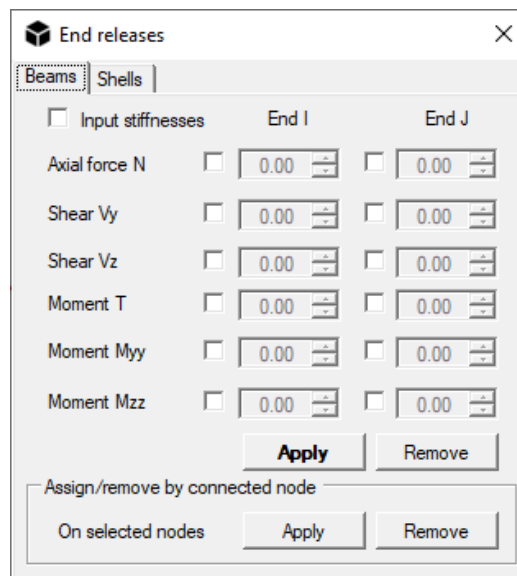 End releases
Beams Shells
Input stiffnesses End I End J
Axial force N 0.00 0.00
Shear Vy 0.00 0.00
Shear Vz 0.00 0.00
Moment T 0.00 0.00
Moment Myy 0.00 0.00
Moment Mzz 0.00 0.00
Apply Remove
Assign/remove by connected node
On selected nodes Apply Remove